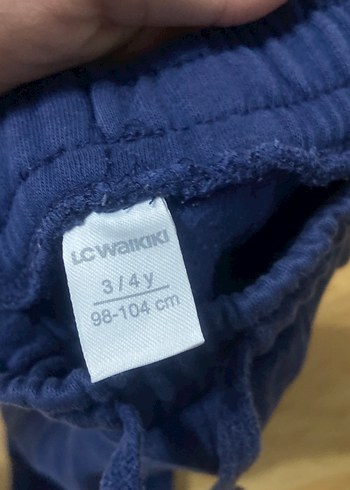 LC WAIKIKI
3 / 4 y
98-104 cm